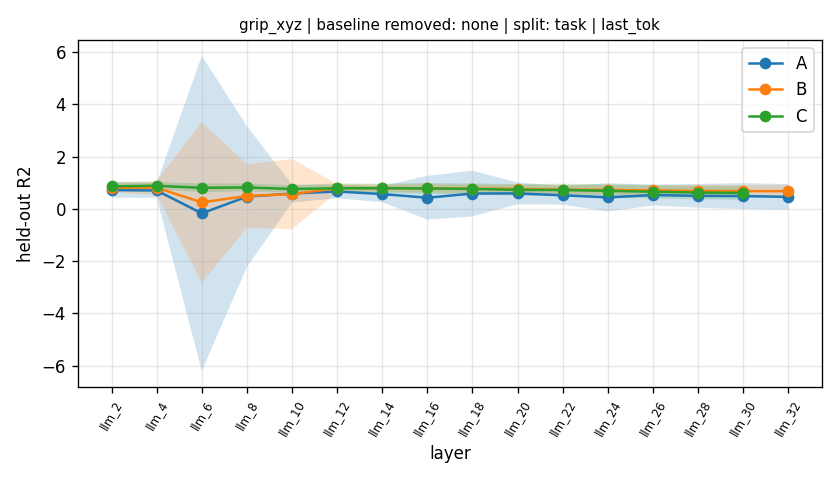 grip_xyz | baseline removed: none | split: task | last_tok
held-out R2
6
4
2
0
−2
−4
−6
A
B
C
llm_2
llm_4
llm_6
llm_8
llm_10
llm_12
llm_14
llm_16
llm_18
llm_20
llm_22
llm_24
llm_26
llm_28
llm_30
llm_32
layer